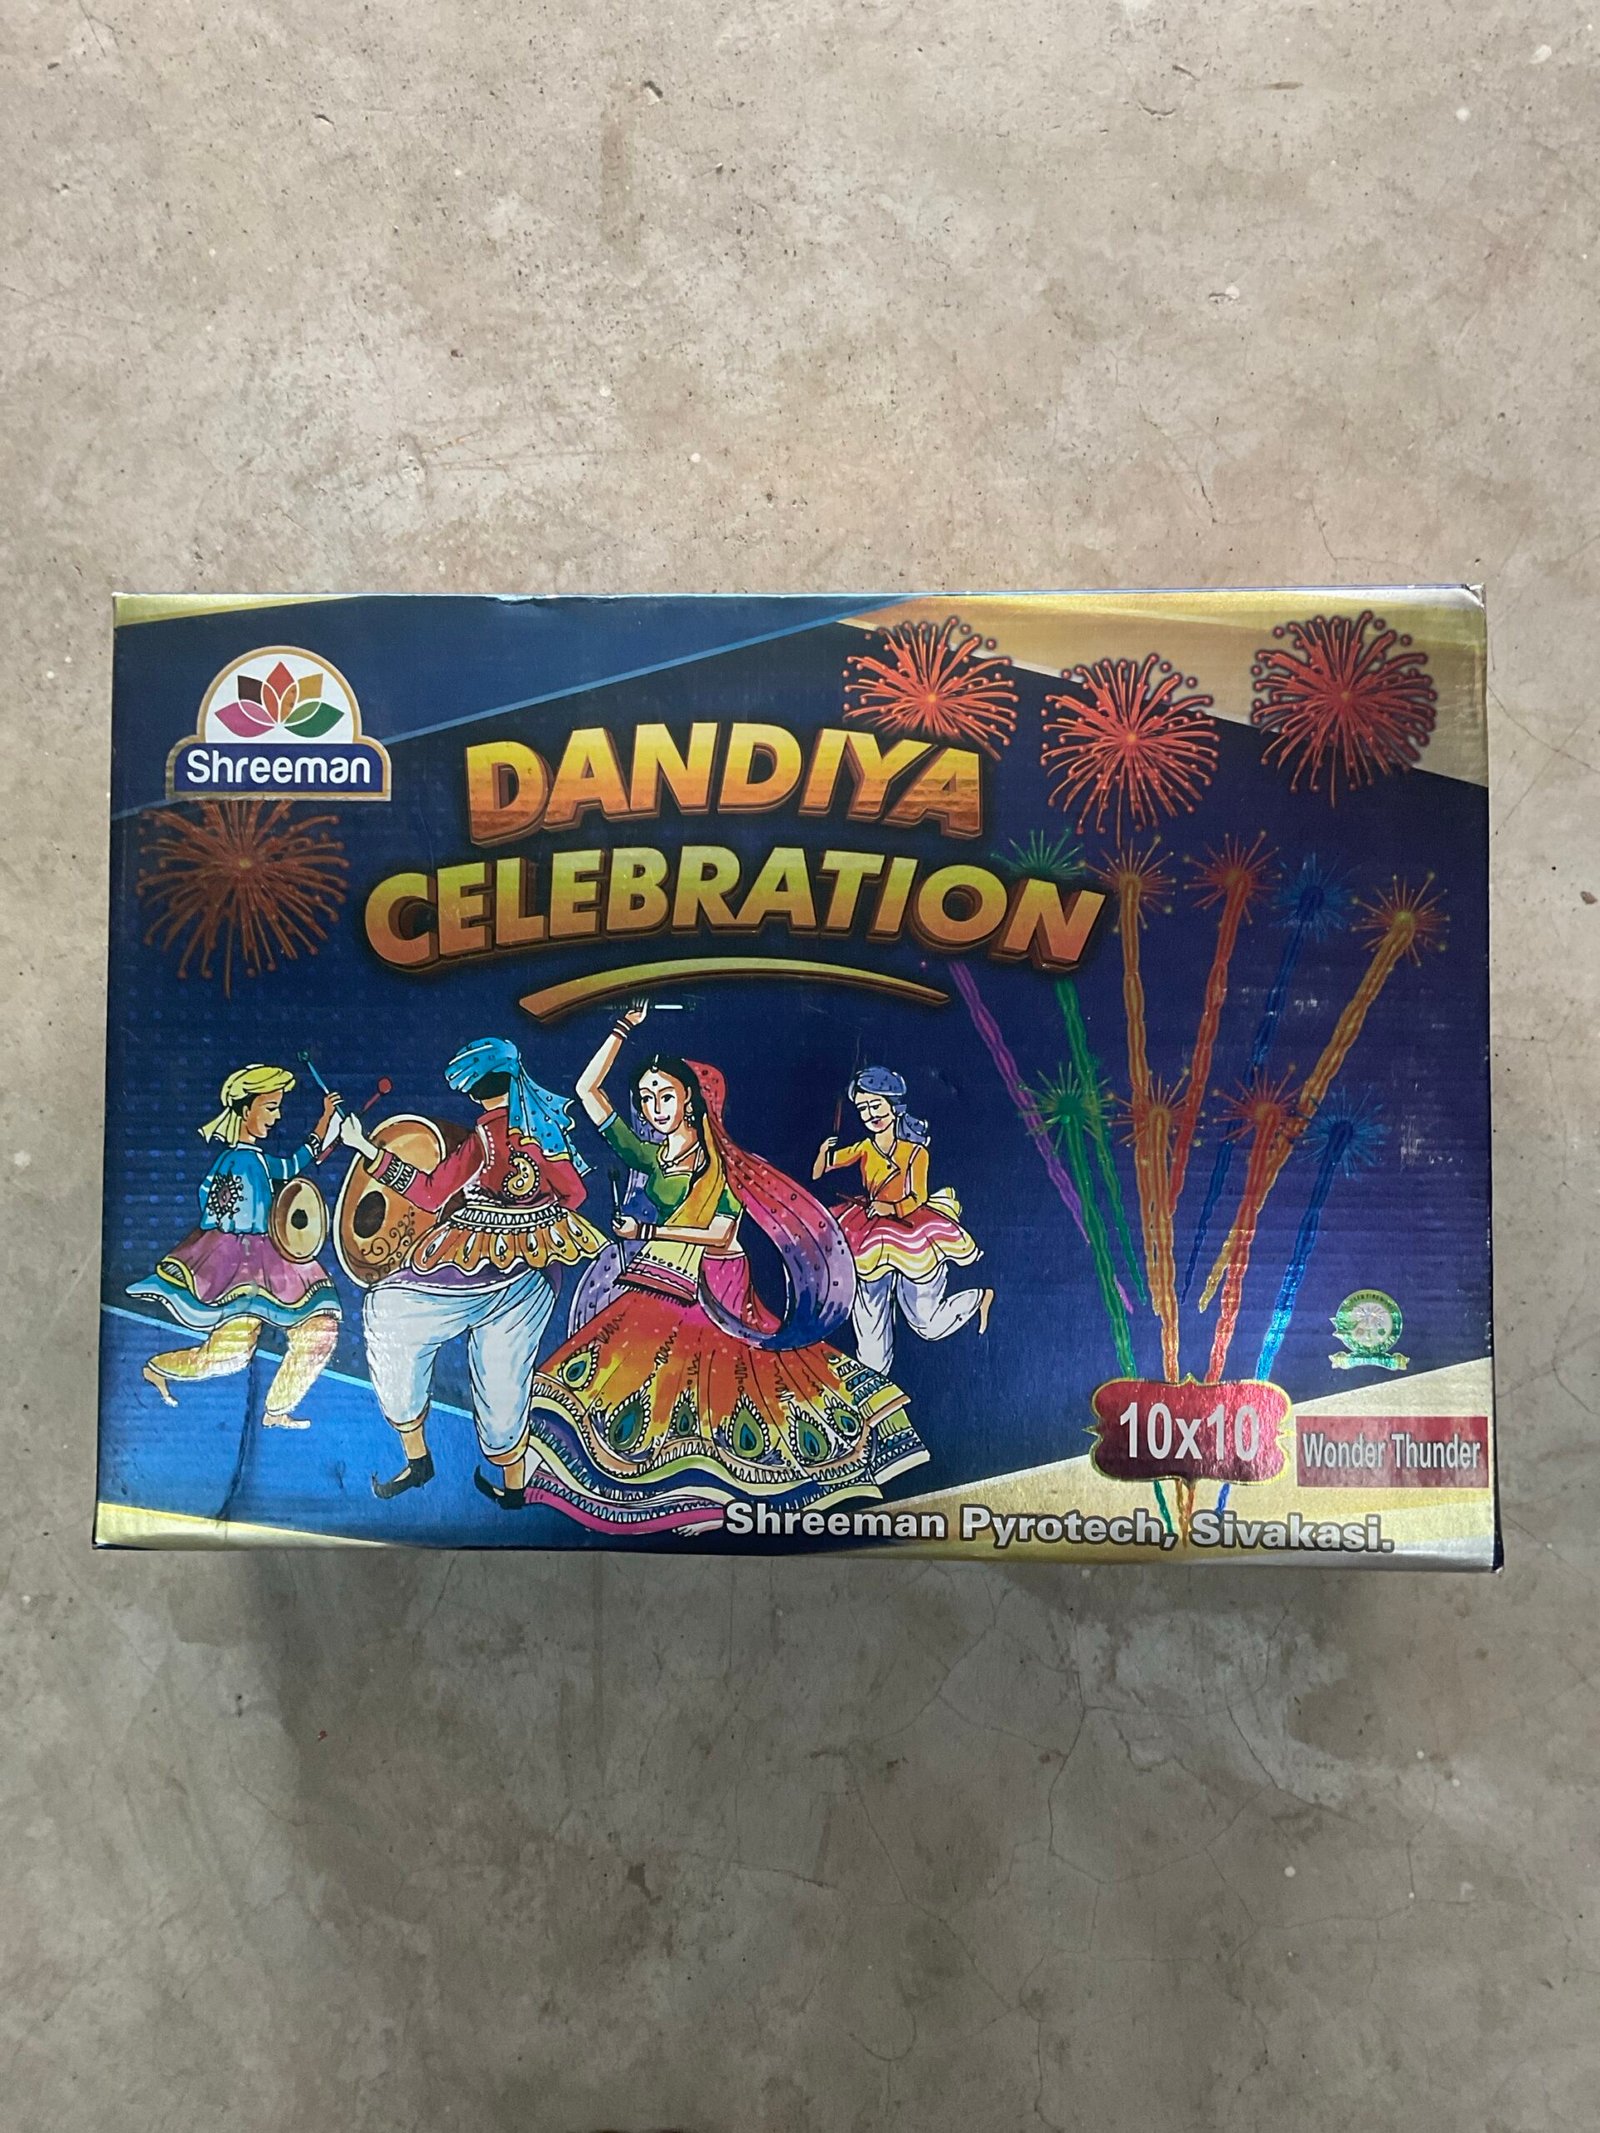 Shreeman
DANDIYA
CELEBRATION
10x10
Wonder Thunder
Shreeman Pyrotech, Sivakasi.